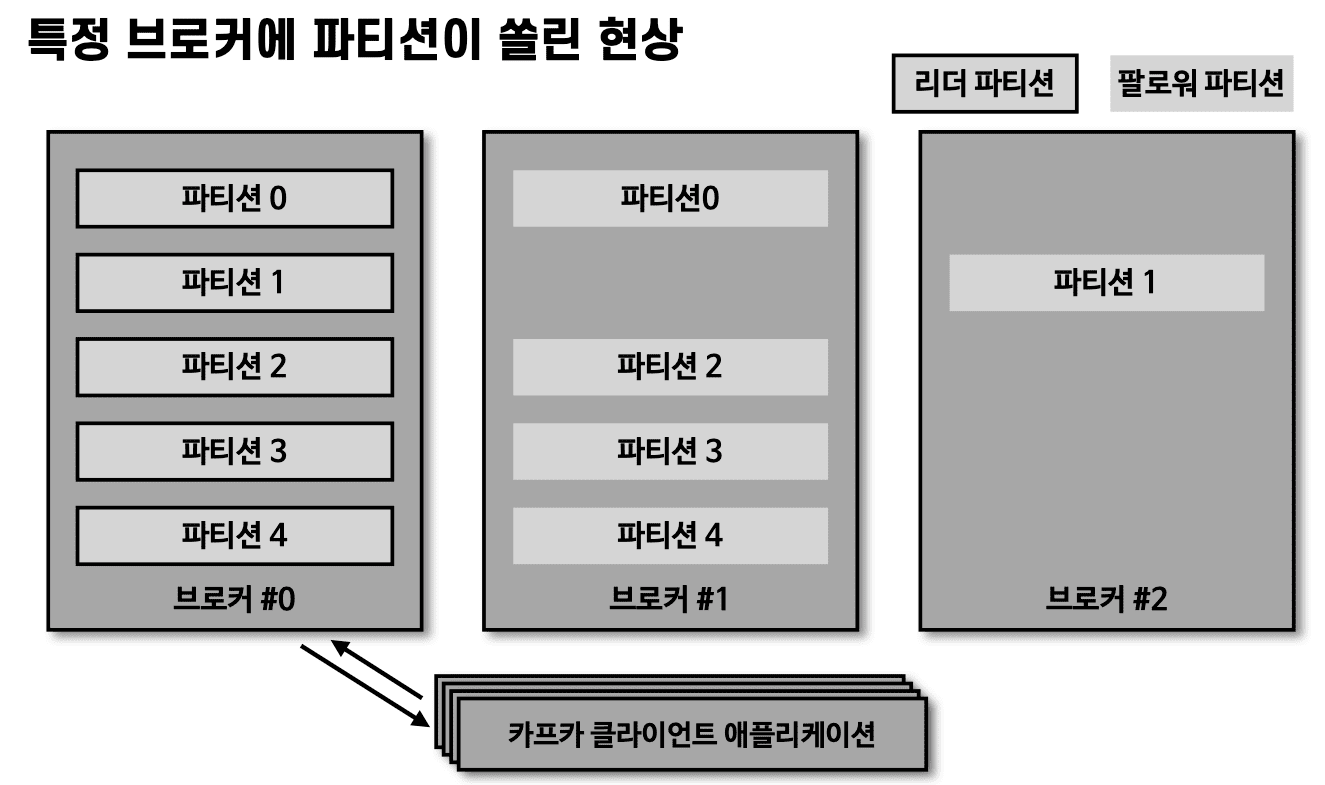 특정 브로커에 파티션이 쏠린 현상
리더 파티션
팔로워 파티션
파티션 0
파티션 1
파티션 2
파티션 3
파티션 4
브로커 #0
파티션0
파티션 2
파티션 3
파티션 4
브로커 #1
파티션 1
브로커 #2
카프카 클라이언트 애플리케이션